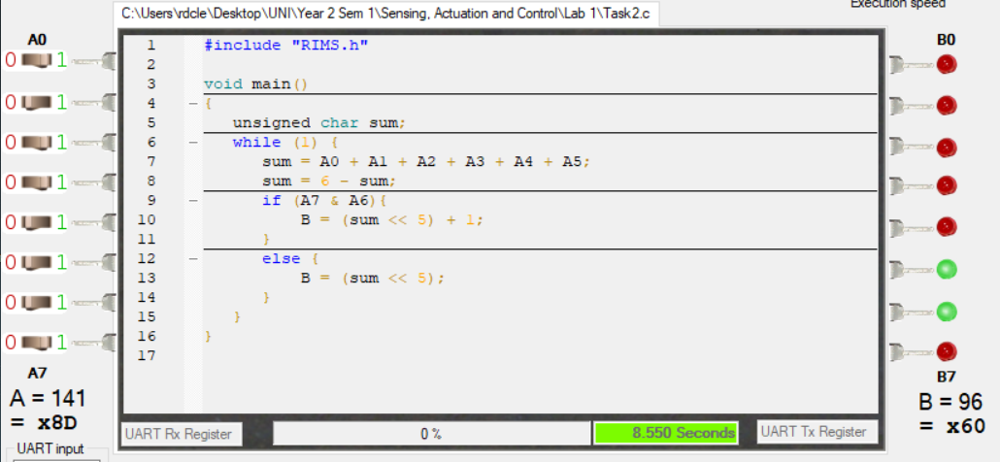 Execution speed
C:\Users\rdcle\Desktop\UNI\Year 2 Sem 1\Sensing, Actuation and Control\Lab 1\Task2.c
A0
0 1
0 1
0 1
0 1
0 1
0 1
0 1
0 1
A7
A = 141
= x8D
UART input
1 #include "RIMS.h"
2
3 void main()
4 {
5 unsigned char sum;
6 while (1) {
7 sum = A0 + A1 + A2 + A3 + A4 + A5;
8 sum = 6 - sum;
9 if (A7 & A6){
10 B = (sum << 5) + 1;
11 }
12 else {
13 B = (sum << 5);
14 }
15 }
16 }
17
UART Rx Register
0 %
8.550 Seconds
UART Tx Register
B0
B7
B = 96
= x60